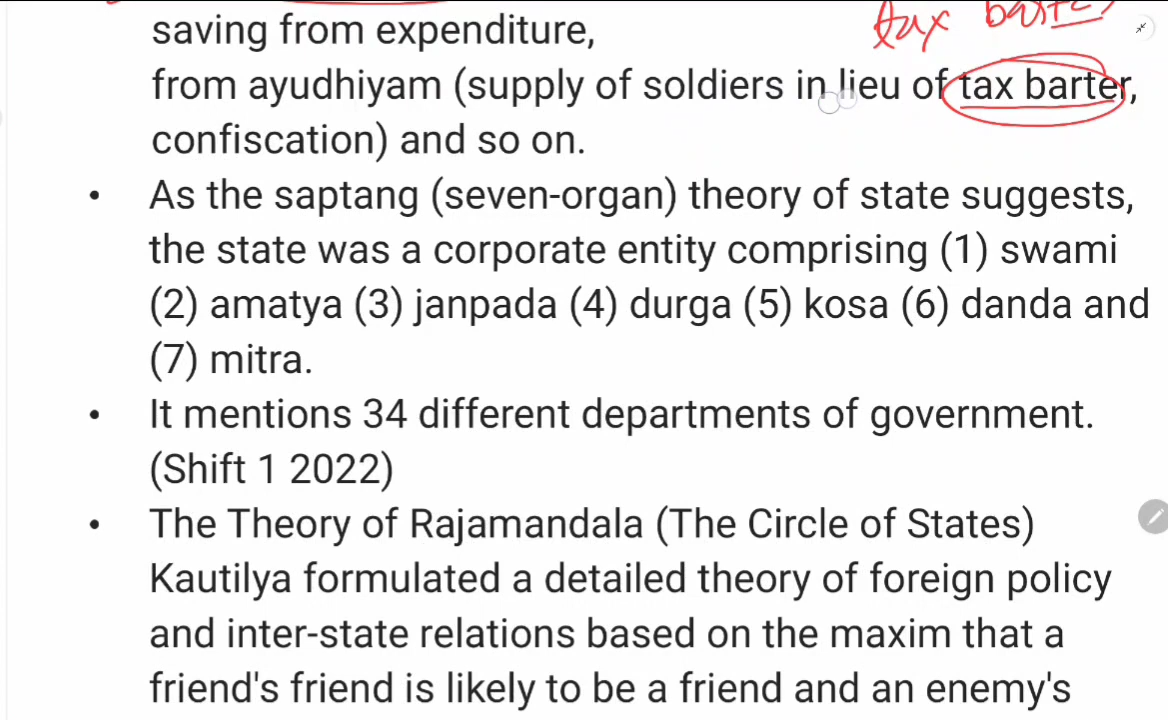 tax barter
saving from expenditure,
from ayudhiyam (supply of soldiers in lieu of tax barter,
confiscation) and so on.
• As the saptang (seven-organ) theory of state suggests,
the state was a corporate entity comprising (1) swami
(2) amatya (3) janpada (4) durga (5) kosa (6) danda and
(7) mitra.
• It mentions 34 different departments of government.
(Shift 1 2022)
• The Theory of Rajamandala (The Circle of States)
Kautilya formulated a detailed theory of foreign policy
and inter-state relations based on the maxim that a
friend's friend is likely to be a friend and an enemy's